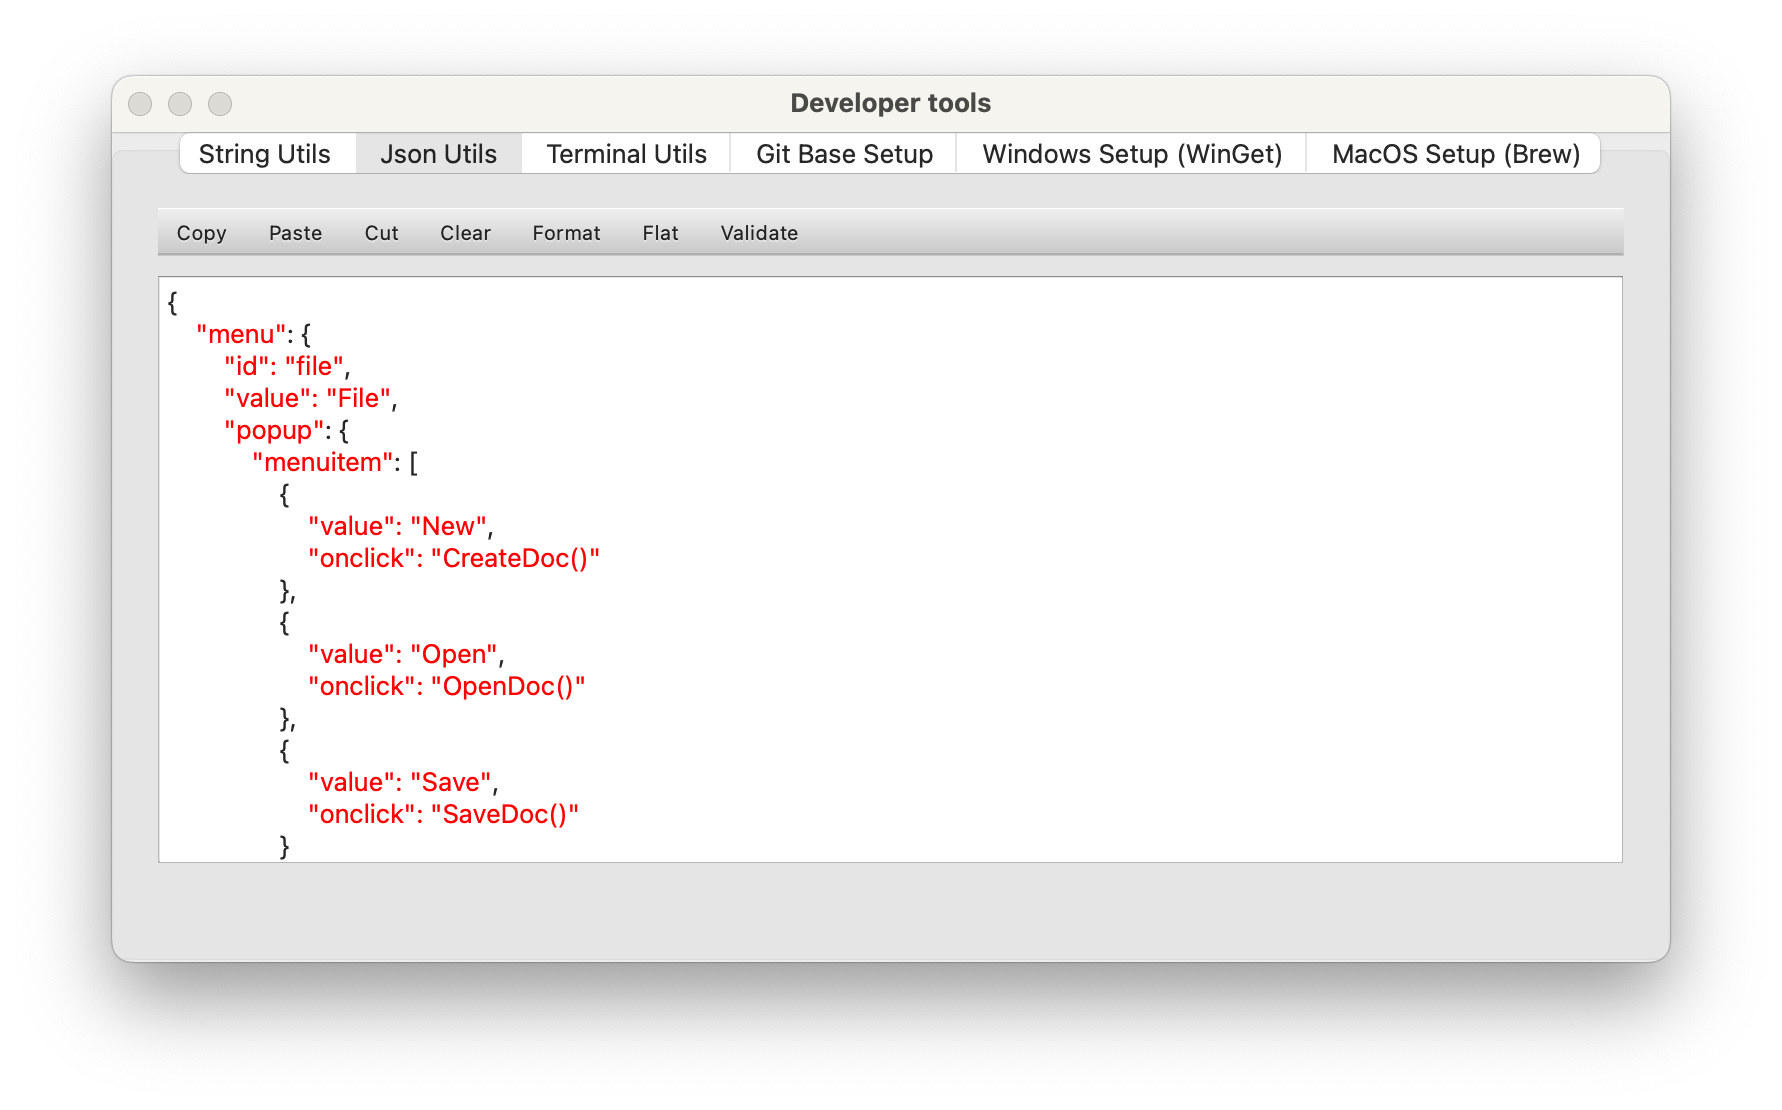 Developer tools
String Utils Json Utils Terminal Utils Git Base Setup Windows Setup (WinGet) MacOS Setup (Brew)
Copy Paste Cut Clear Format Flat Validate
{
"menu": {
"id": "file",
"value": "File",
"popup": {
"menuitem": [
{
"value": "New",
"onclick": "CreateDoc()"
},
{
"value": "Open",
"onclick": "OpenDoc()"
},
{
"value": "Save",
"onclick": "SaveDoc()"
}